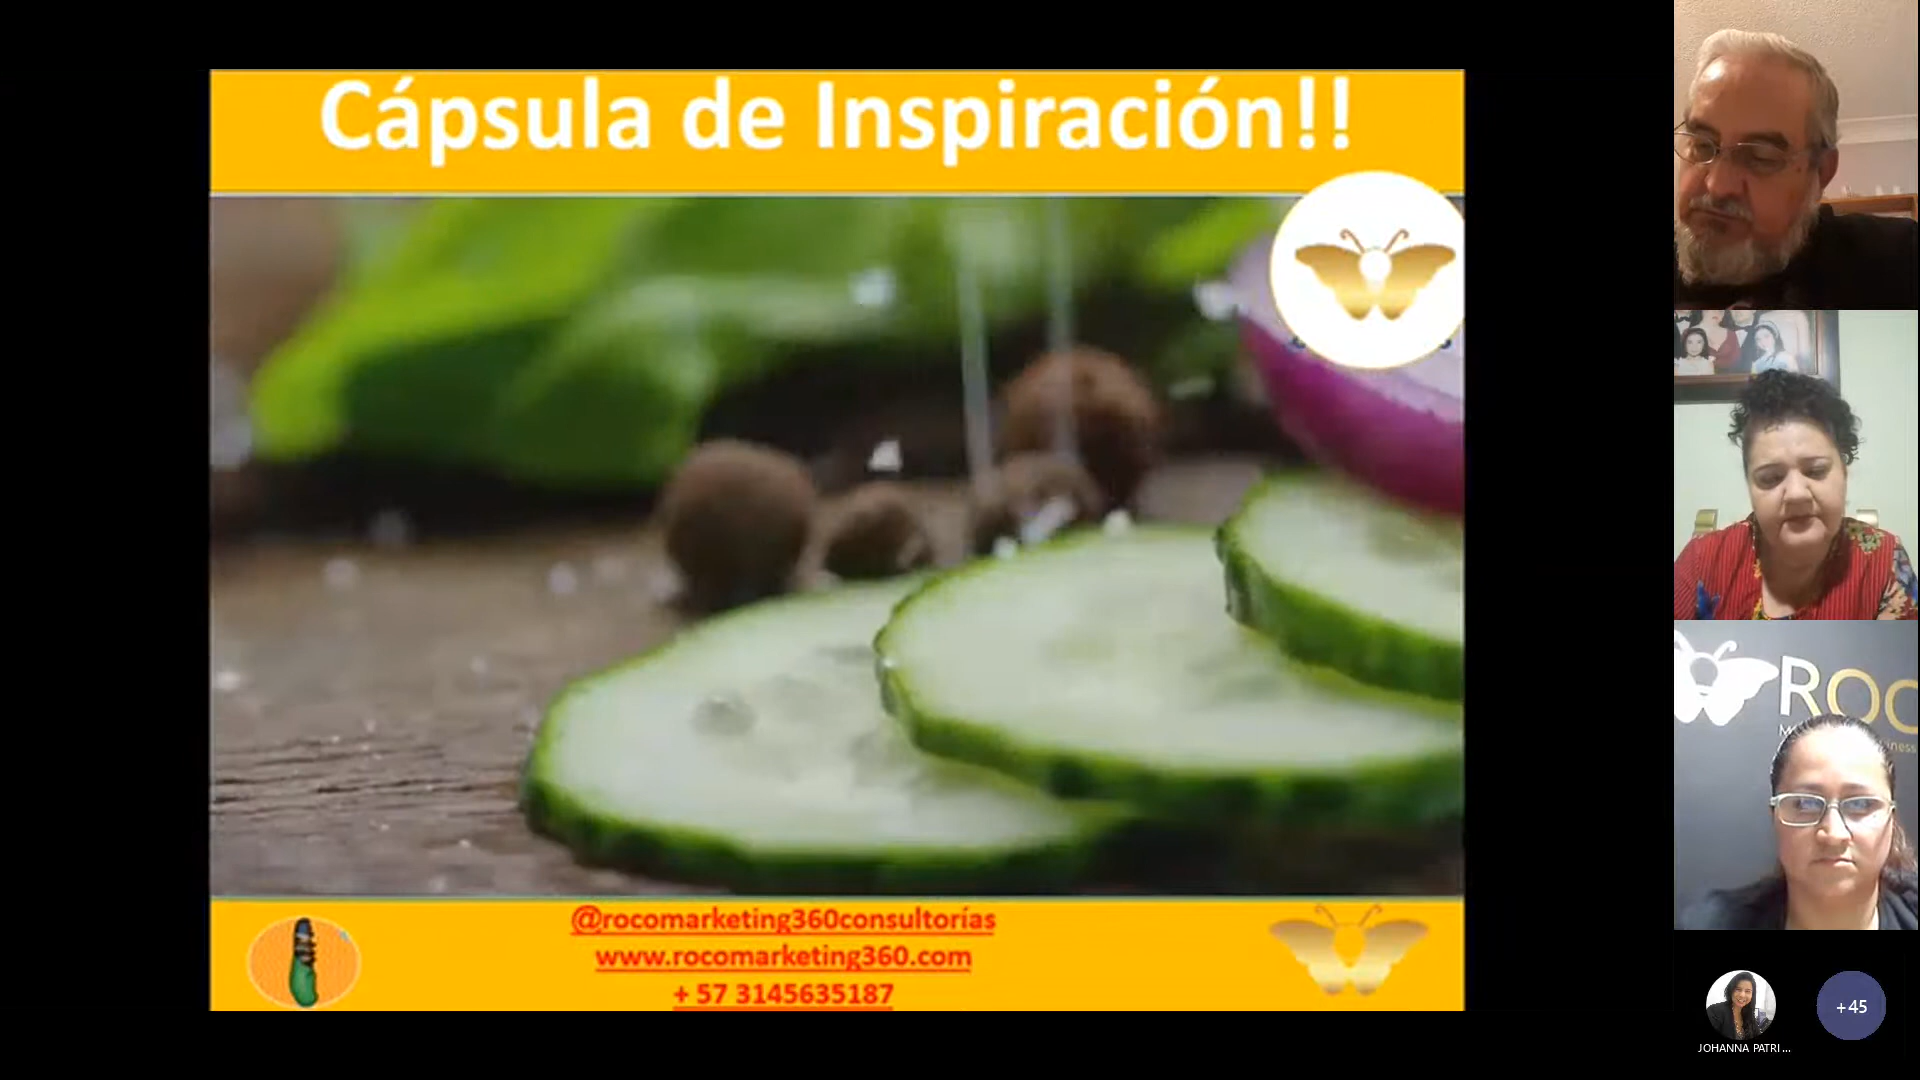 Cápsula de Inspiración!!
@rocomarketing360consultorías
www.rocomarketing360.com
+ 57 3145635187
ROC
+45
JOHANNA PATRI...